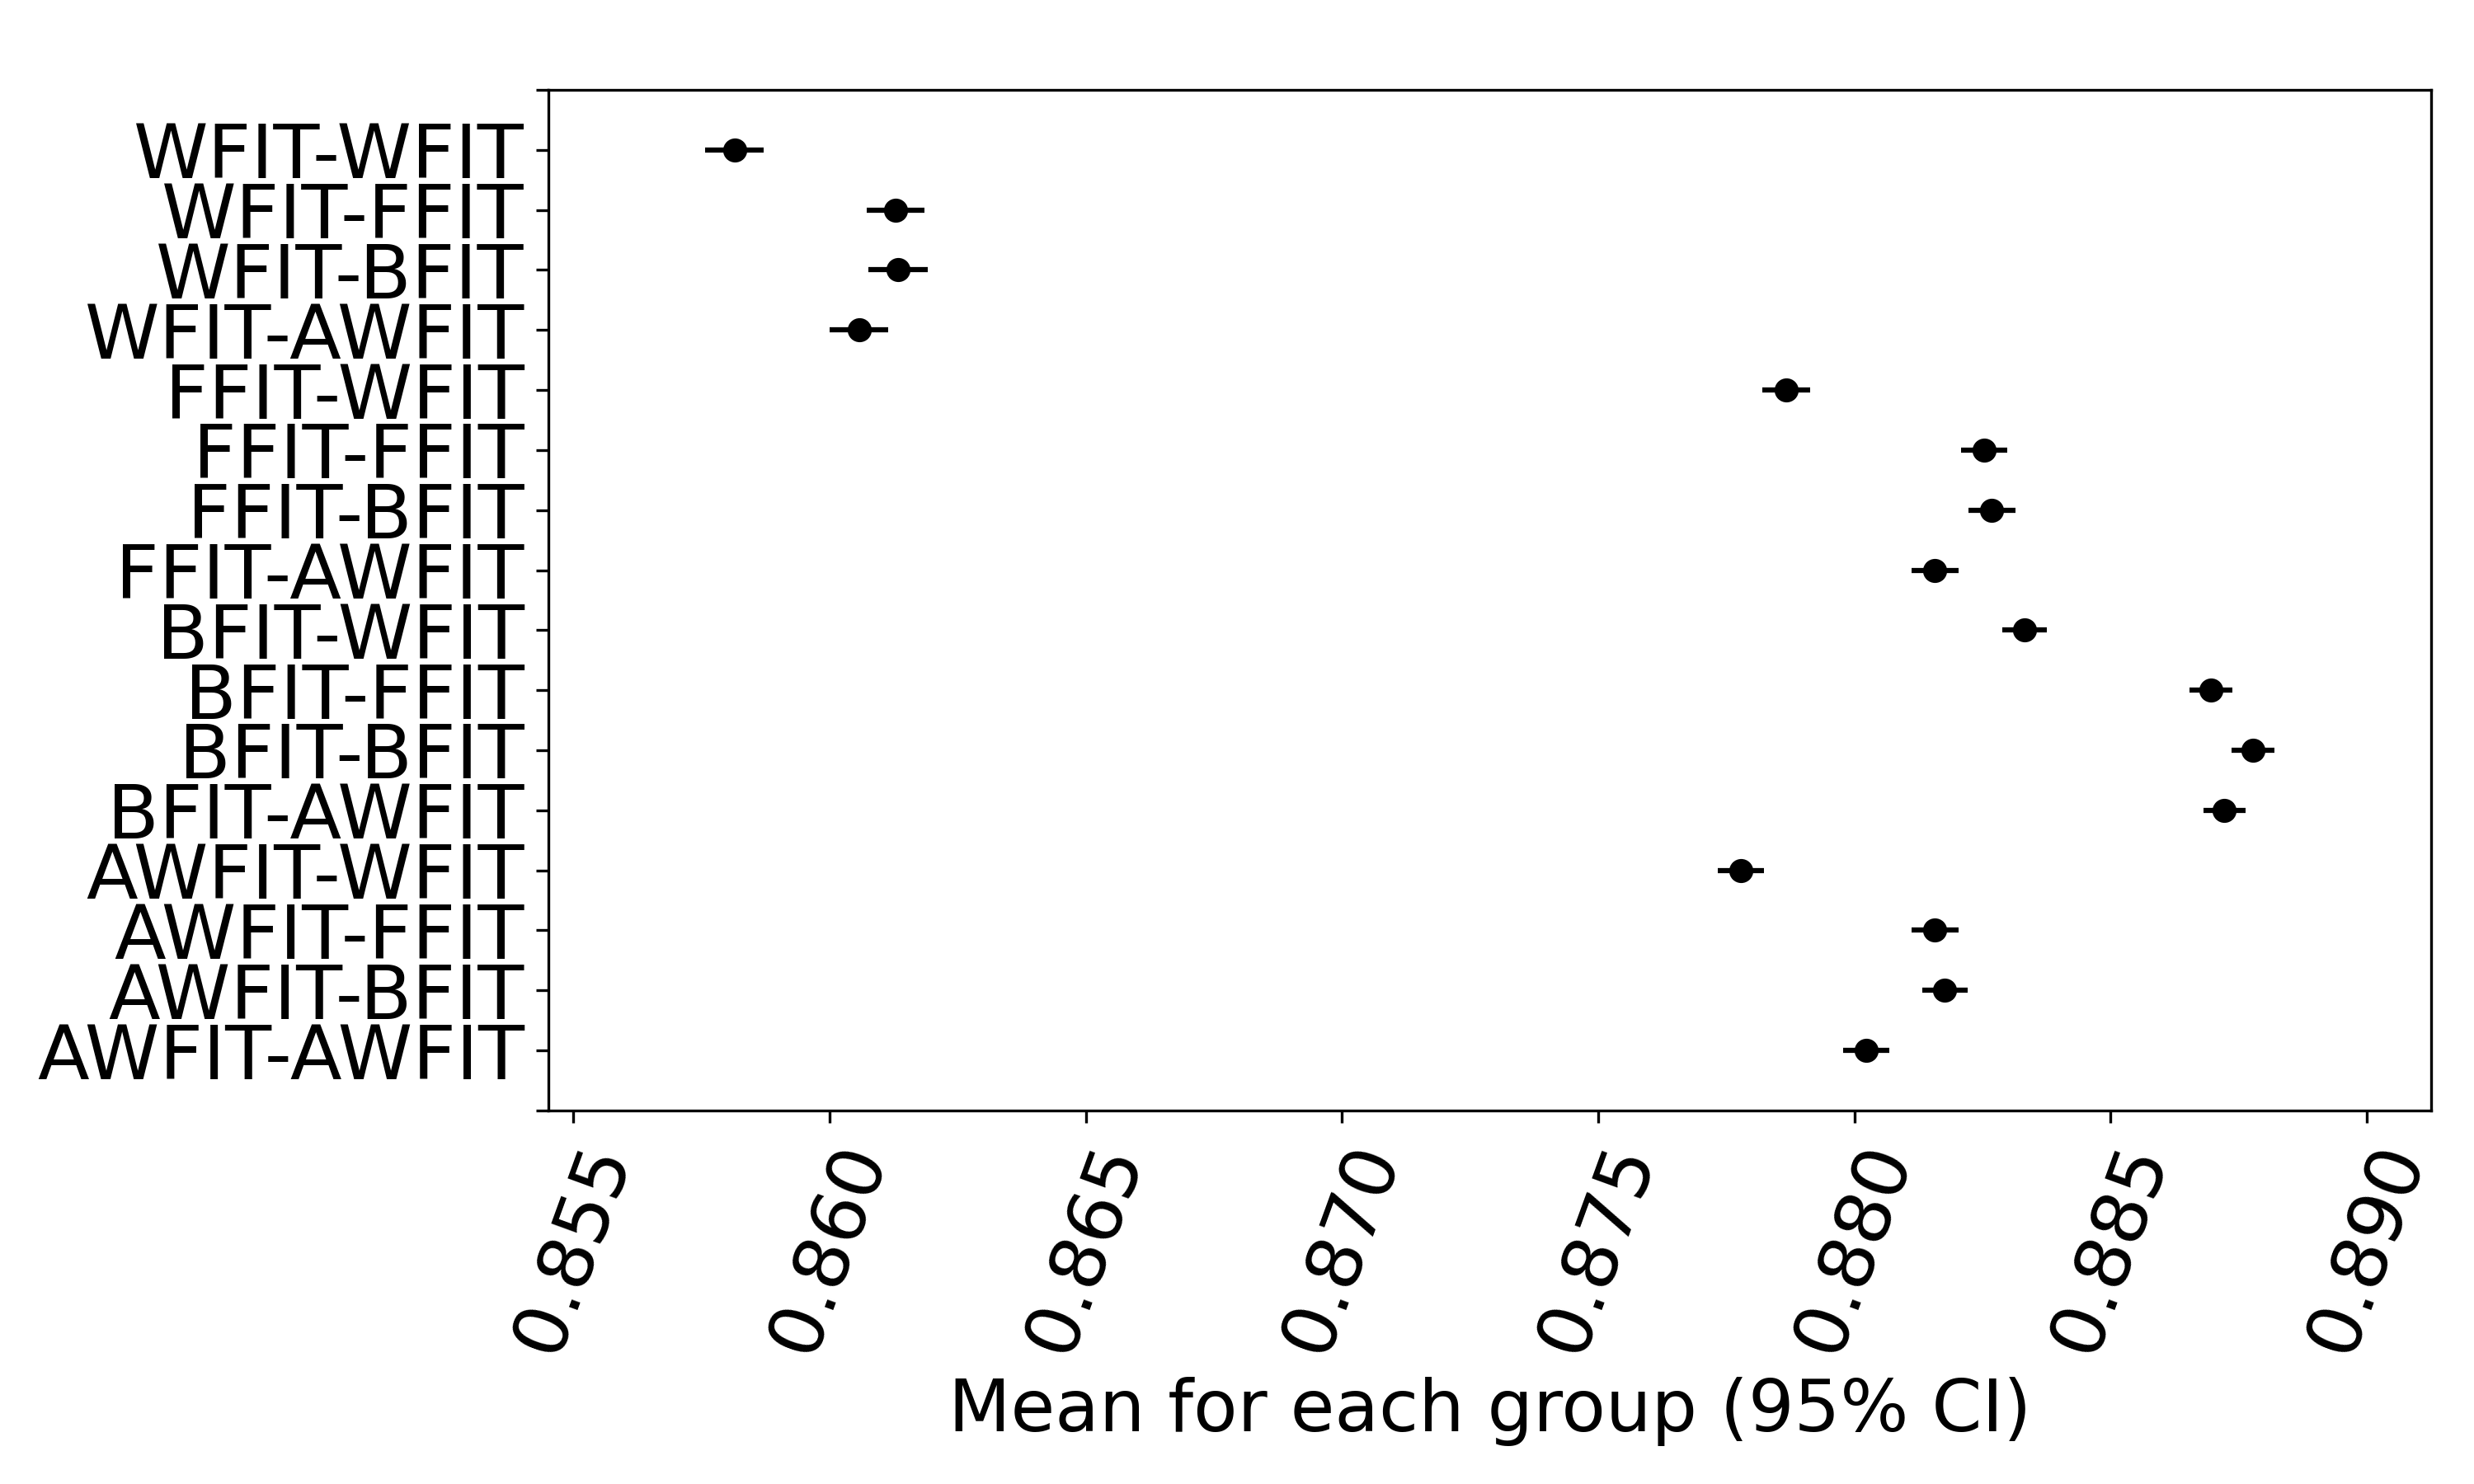 WFIT-WFIT
WFIT-FFIT
WFIT-BFIT
WFIT-AWFIT
FFIT-WFIT
FFIT-FFIT
FFIT-BFIT
FFIT-AWFIT
BFIT-WFIT
BFIT-FFIT
BFIT-BFIT
BFIT-AWFIT
AWFIT-WFIT
AWFIT-FFIT
AWFIT-BFIT
AWFIT-AWFIT
0.855 0.860 0.865 0.870 0.875 0.880 0.885 0.890
Mean for each group (95% CI)